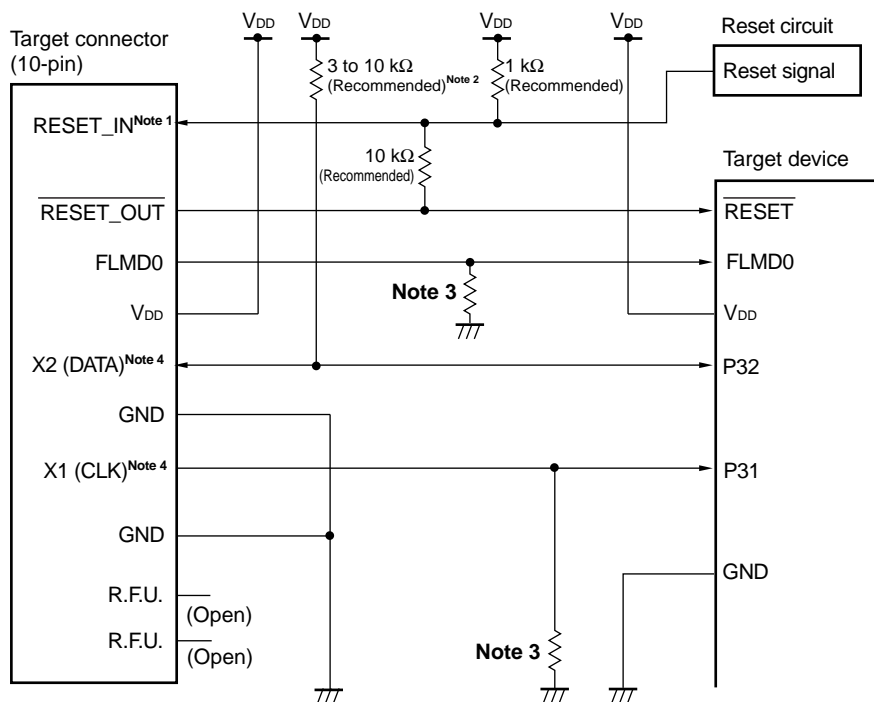 VDD VDD VDD VDD
Reset circuit
Target connector
(10-pin)
3 to 10 kΩ
(Recommended)Note 2
1 kΩ
(Recommended)
Reset signal
RESET_INNote 1
10 kΩ
(Recommended)
Target device
RESET_OUT
RESET
FLMD0
FLMD0
Note 3
VDD
VDD
X2 (DATA)Note 4
P32
GND
X1 (CLK)Note 4
P31
GND
GND
R.F.U.
(Open)
R.F.U.
(Open)
Note 3